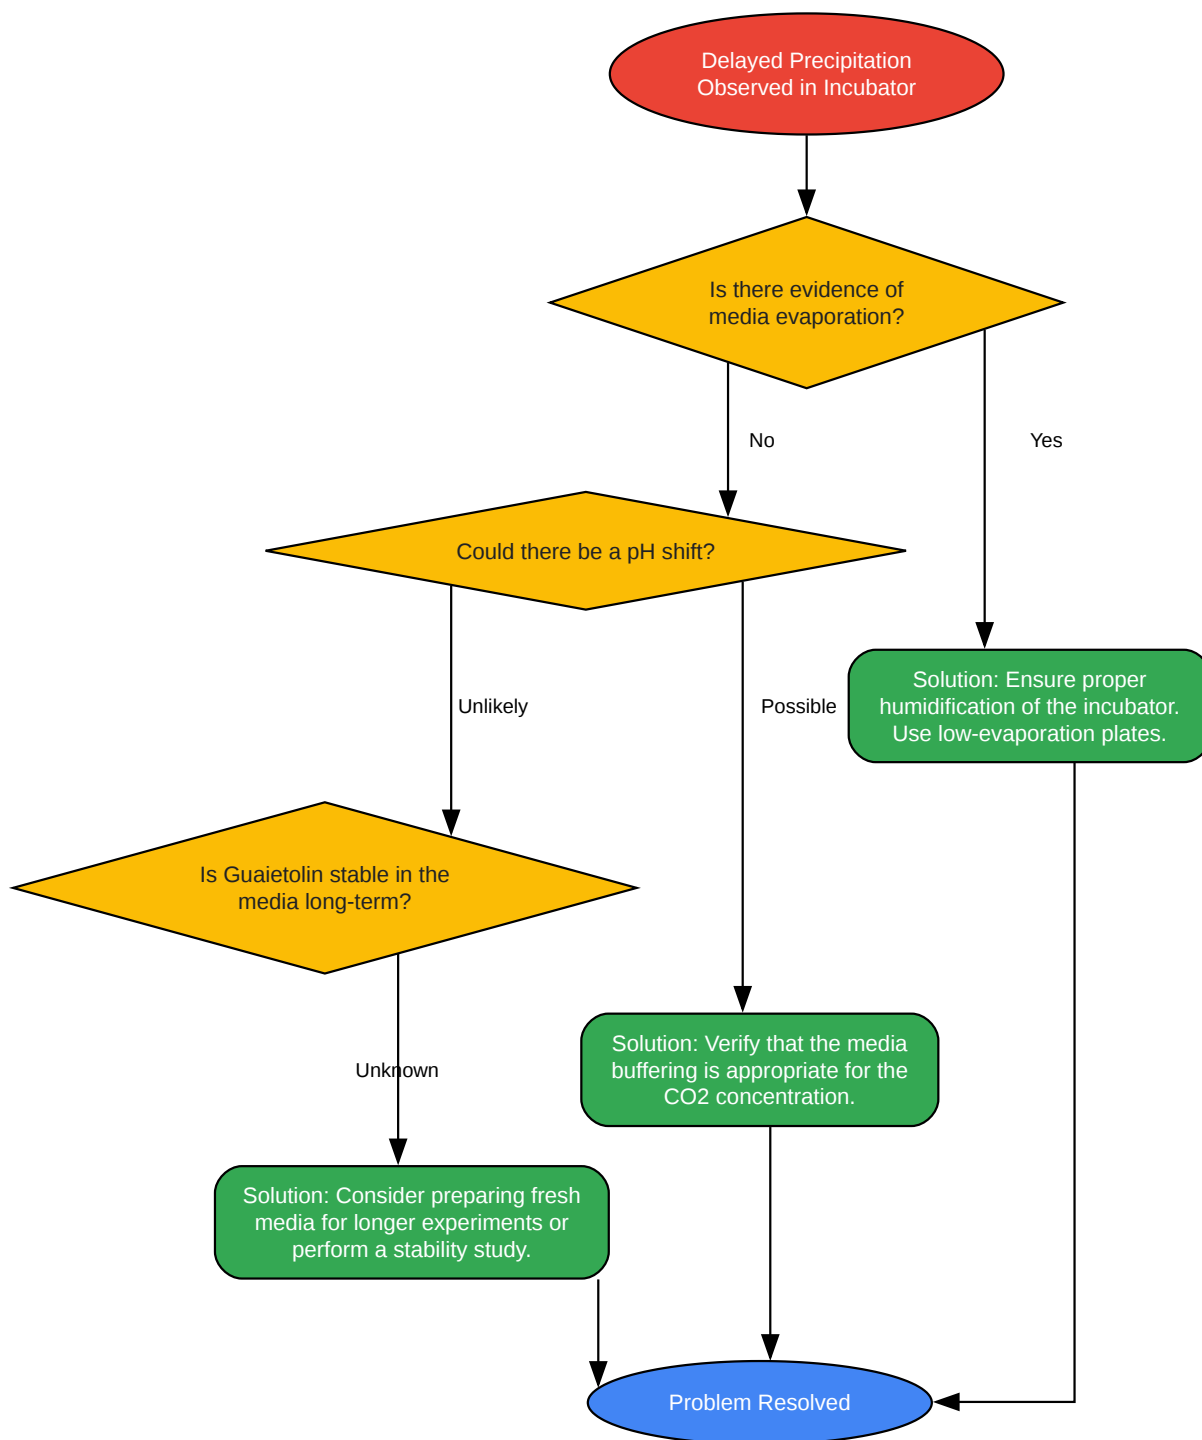 Delayed Precipitation
Observed in Incubator
Is there evidence of
media evaporation?
No
Yes
Could there be a pH shift?
Unlikely
Possible
Solution: Ensure proper
humidification of the incubator.
Use low-evaporation plates.
Is Guaietolin stable in the
media long-term?
Unknown
Solution: Verify that the media
buffering is appropriate for the
CO2 concentration.
Solution: Consider preparing fresh
media for longer experiments or
perform a stability study.
Problem Resolved